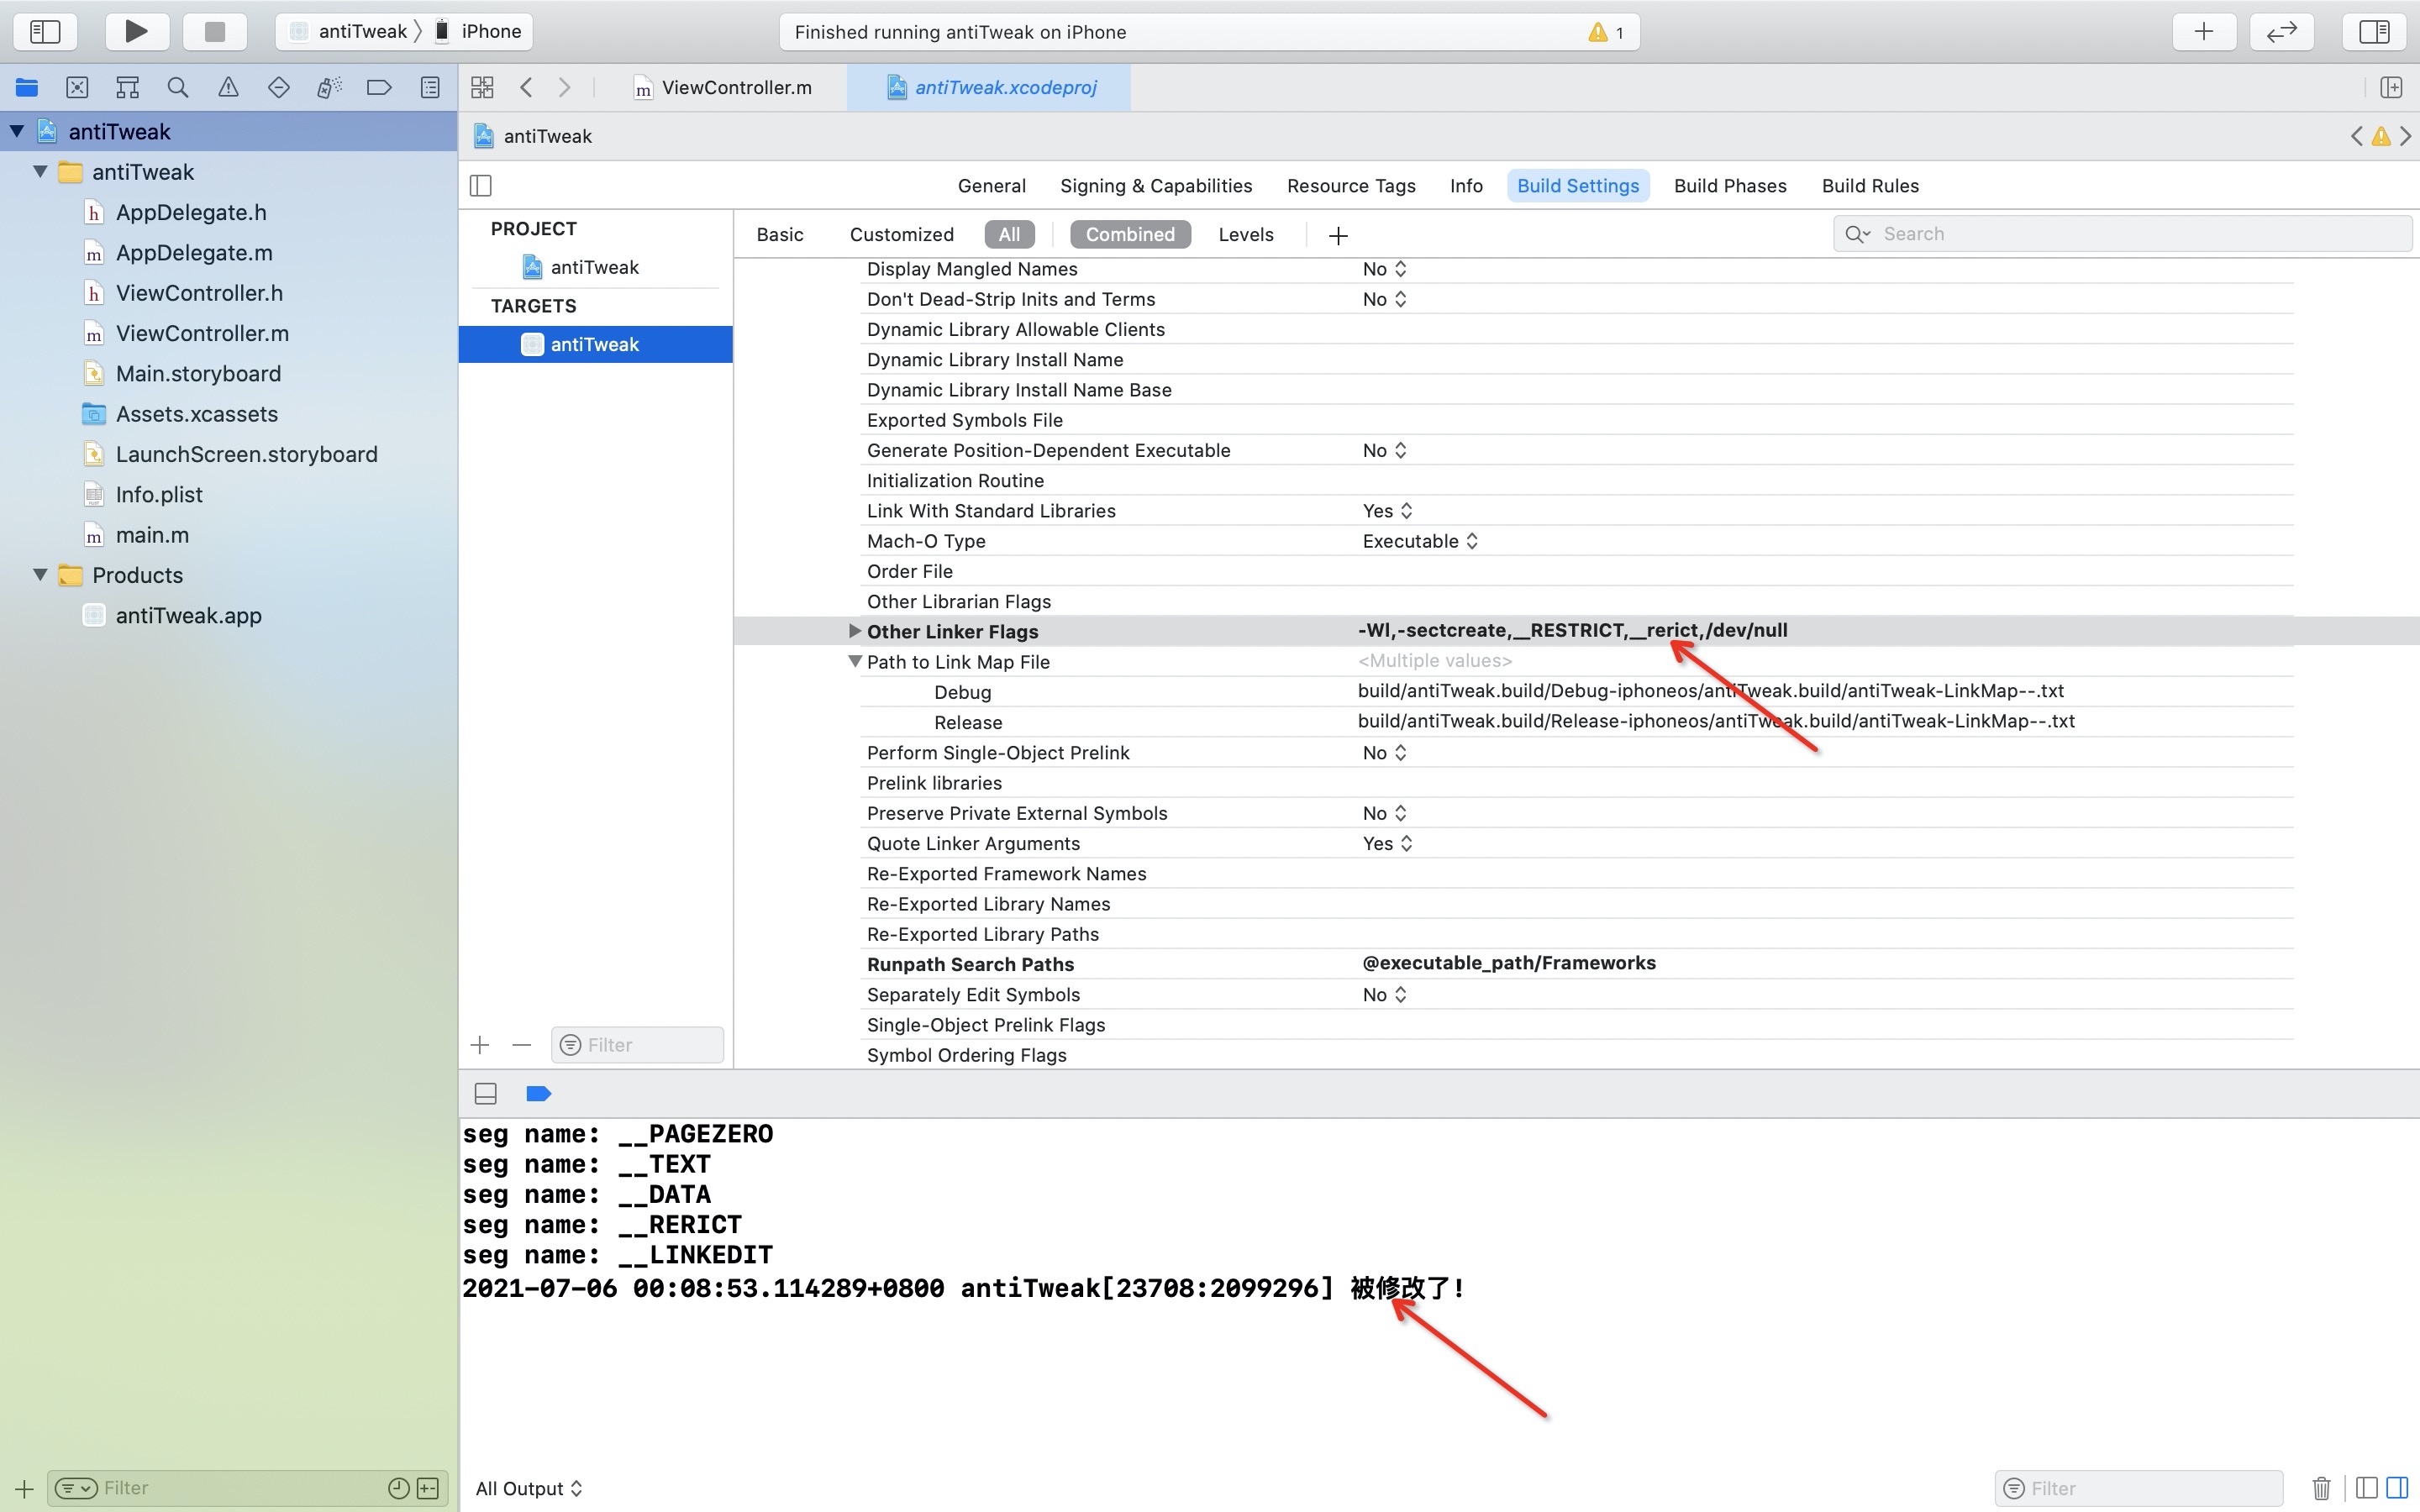 antiTweak 〉 iPhone
Finished running antiTweak on iPhone
1
ViewController.m
antiTweak.xcodeproj
antiTweak
antiTweak
AppDelegate.h
AppDelegate.m
ViewController.h
ViewController.m
Main.storyboard
Assets.xcassets
LaunchScreen.storyboard
Info.plist
main.m
Products
antiTweak.app
Filter
antiTweak
General Signing & Capabilities Resource Tags Info Build Settings Build Phases Build Rules
PROJECT
antiTweak
TARGETS
antiTweak
Filter
Basic Customized All Combined Levels
Search
Display Mangled Names No
Don't Dead-Strip Inits and Terms No
Dynamic Library Allowable Clients
Dynamic Library Install Name
Dynamic Library Install Name Base
Exported Symbols File
Generate Position-Dependent Executable No
Initialization Routine
Link With Standard Libraries Yes
Mach-O Type Executable
Order File
Other Librarian Flags
Other Linker Flags -Wl,-sectcreate,__RESTRICT,__rerict,/dev/null
Path to Link Map File <Multiple values>
Debug build/antiTweak.build/Debug-iphoneos/antiTweak.build/antiTweak-LinkMap--.txt
Release build/antiTweak.build/Release-iphoneos/antiTweak.build/antiTweak-LinkMap--.txt
Perform Single-Object Prelink No
Prelink libraries
Preserve Private External Symbols No
Quote Linker Arguments Yes
Re-Exported Framework Names
Re-Exported Library Names
Re-Exported Library Paths
Runpath Search Paths @executable_path/Frameworks
Separately Edit Symbols No
Single-Object Prelink Flags
Symbol Ordering Flags
seg name: __PAGEZERO
seg name: __TEXT
seg name: __DATA
seg name: __RERICT
seg name: __LINKEDIT
2021-07-06 00:08:53.114289+0800 antiTweak[23708:2099296] 被修改了!
All Output
Filter